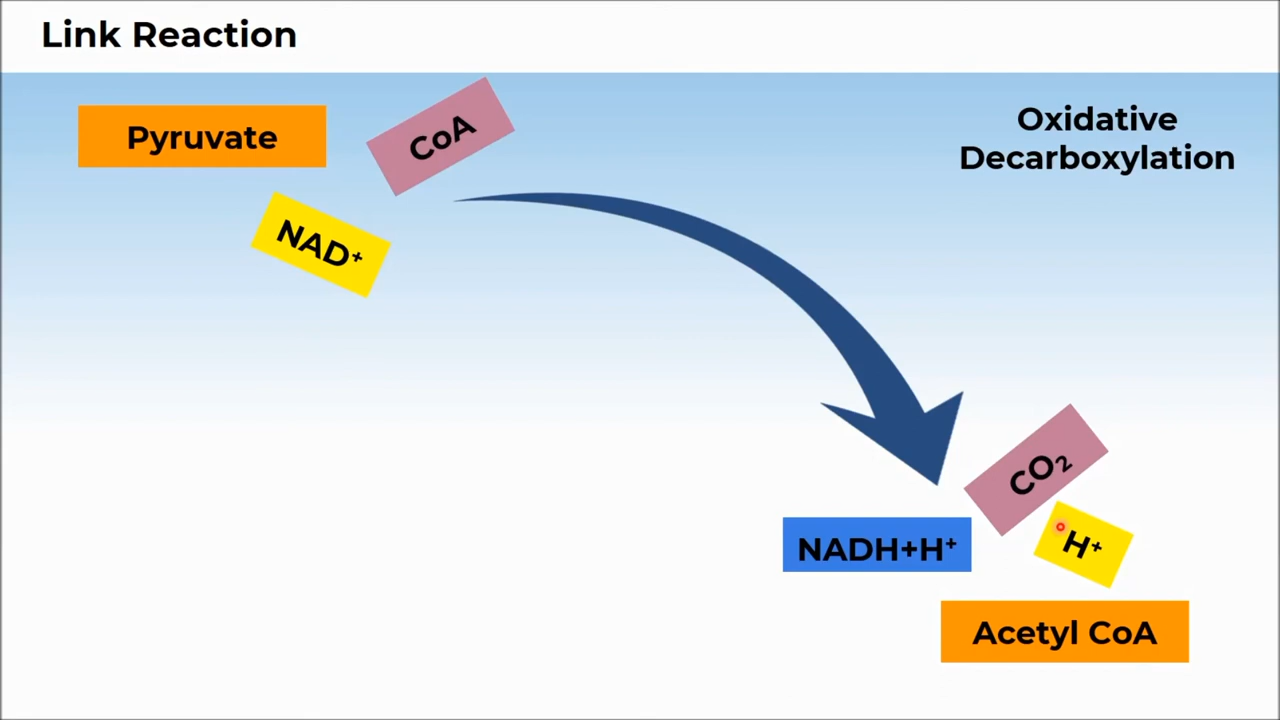 Link Reaction
Pyruvate
CoA
NAD⁺
Oxidative
Decarboxylation
CO₂
NADH+H⁺
H⁺
Acetyl CoA